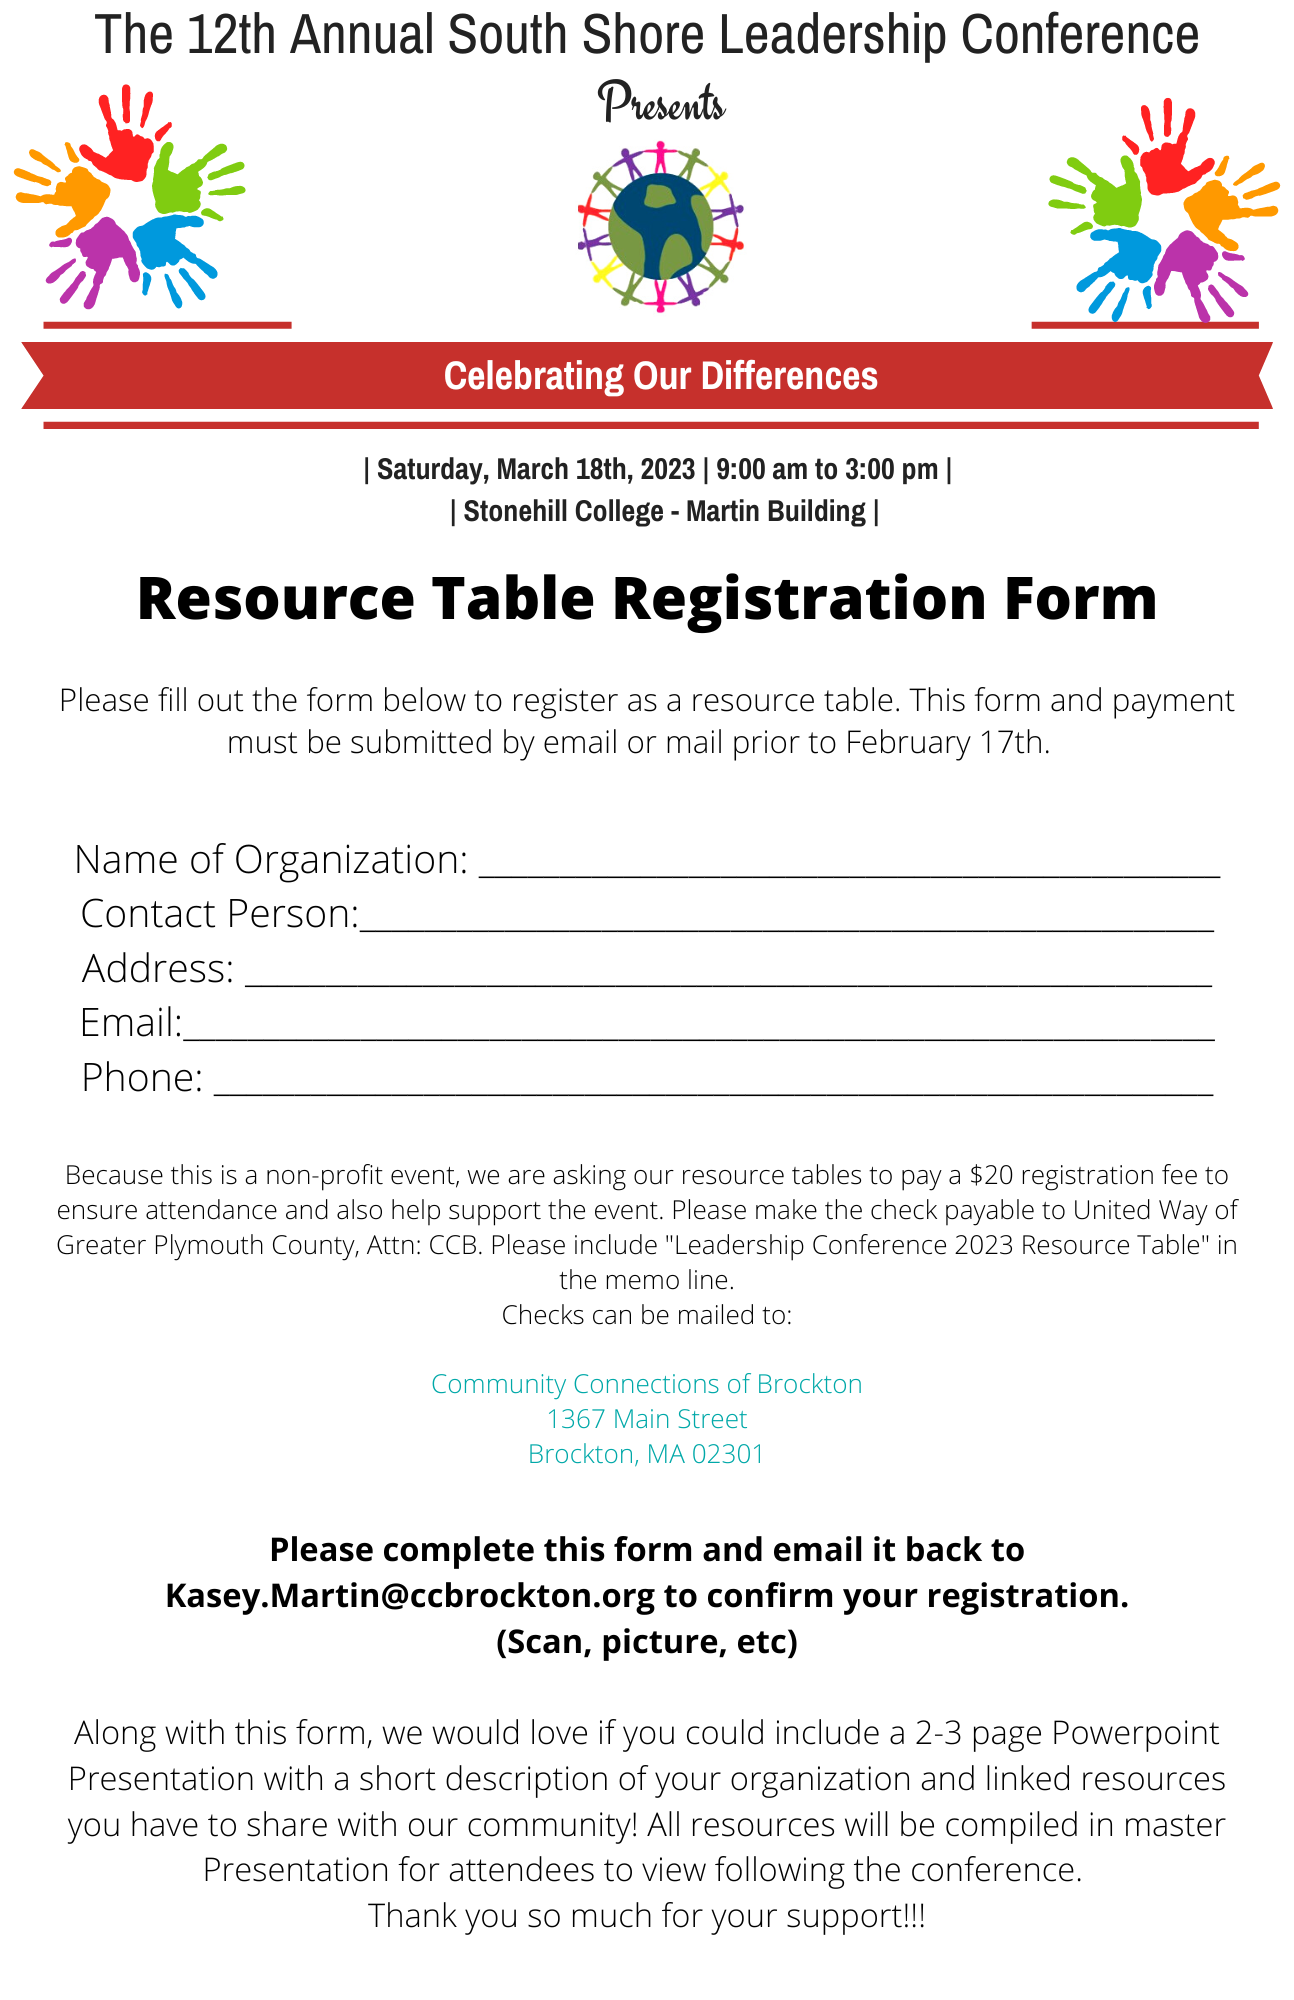 The 12th Annual South Shore Leadership Conference
Presents
Celebrating Our Differences
| Saturday, March 18th, 2023 | 9:00 am to 3:00 pm |
| Stonehill College - Martin Building |
Resource Table Registration Form
Please fill out the form below to register as a resource table. This form and payment
must be submitted by email or mail prior to February 17th.
Name of Organization: ______________________________________
Contact Person:____________________________________________
Address: __________________________________________________
Email:_____________________________________________________
Phone: ____________________________________________________
Because this is a non-profit event, we are asking our resource tables to pay a $20 registration fee to
ensure attendance and also help support the event. Please make the check payable to United Way of
Greater Plymouth County, Attn: CCB. Please include "Leadership Conference 2023 Resource Table" in
the memo line.
Checks can be mailed to:
Community Connections of Brockton
1367 Main Street
Brockton, MA 02301
Please complete this form and email it back to
Kasey.Martin@ccbrockton.org to confirm your registration.
(Scan, picture, etc)
Along with this form, we would love if you could include a 2-3 page Powerpoint
Presentation with a short description of your organization and linked resources
you have to share with our community! All resources will be compiled in master
Presentation for attendees to view following the conference.
Thank you so much for your support!!!